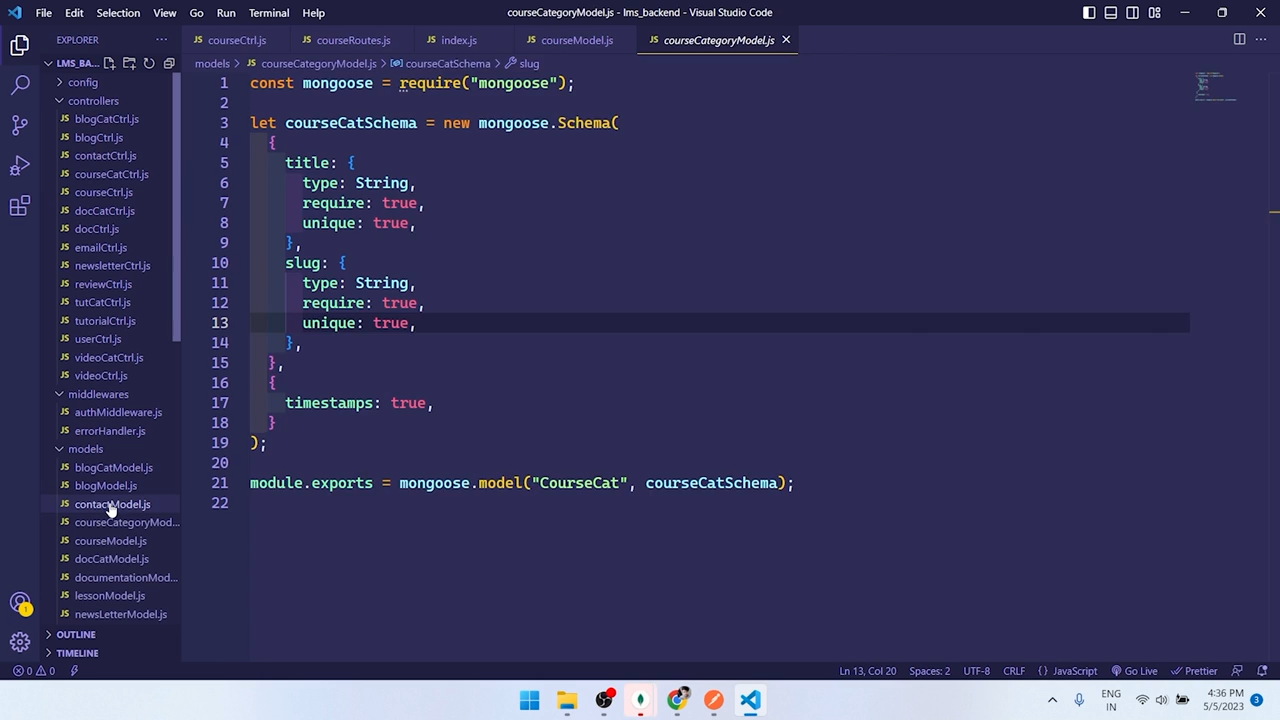 File Edit Selection View Go Run Terminal Help
courseCategoryModel.js - lms_backend - Visual Studio Code
EXPLORER
courseCtrl.js
courseRoutes.js
index.js
courseModel.js
courseCategoryModel.js
LMS_BA...
models > courseCategoryModel.js > courseCatSchema > slug
config
controllers
blogCatCtrl.js
blogCtrl.js
contactCtrl.js
courseCatCtrl.js
courseCtrl.js
docCatCtrl.js
docCtrl.js
emailCtrl.js
newsletterCtrl.js
reviewCtrl.js
tutCatCtrl.js
tutorialCtrl.js
userCtrl.js
videoCatCtrl.js
videoCtrl.js
middlewares
authMiddleware.js
errorHandler.js
models
blogCatModel.js
blogModel.js
contactModel.js
courseCategoryMod...
courseModel.js
docCatModel.js
documentationMod...
lessonModel.js
newsLetterModel.js
OUTLINE
TIMELINE
1 const mongoose = require("mongoose");
2
3 let courseCatSchema = new mongoose.Schema(
4 {
5 title: {
6 type: String,
7 require: true,
8 unique: true,
9 },
10 slug: {
11 type: String,
12 require: true,
13 unique: true,
14 },
15 },
16 {
17 timestamps: true,
18 }
19 );
20
21 module.exports = mongoose.model("CourseCat", courseCatSchema);
22
1
0 0
Ln 13, Col 20 Spaces: 2 UTF-8 CRLF {} JavaScript Go Live Prettier
ENG
IN
4:36 PM
5/5/2023
3